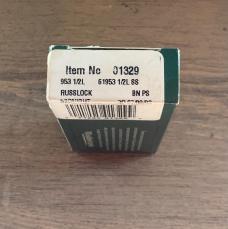 Item No 01329
953 1/2L 61953 1/2L SS
RUSSLOCK BN PS